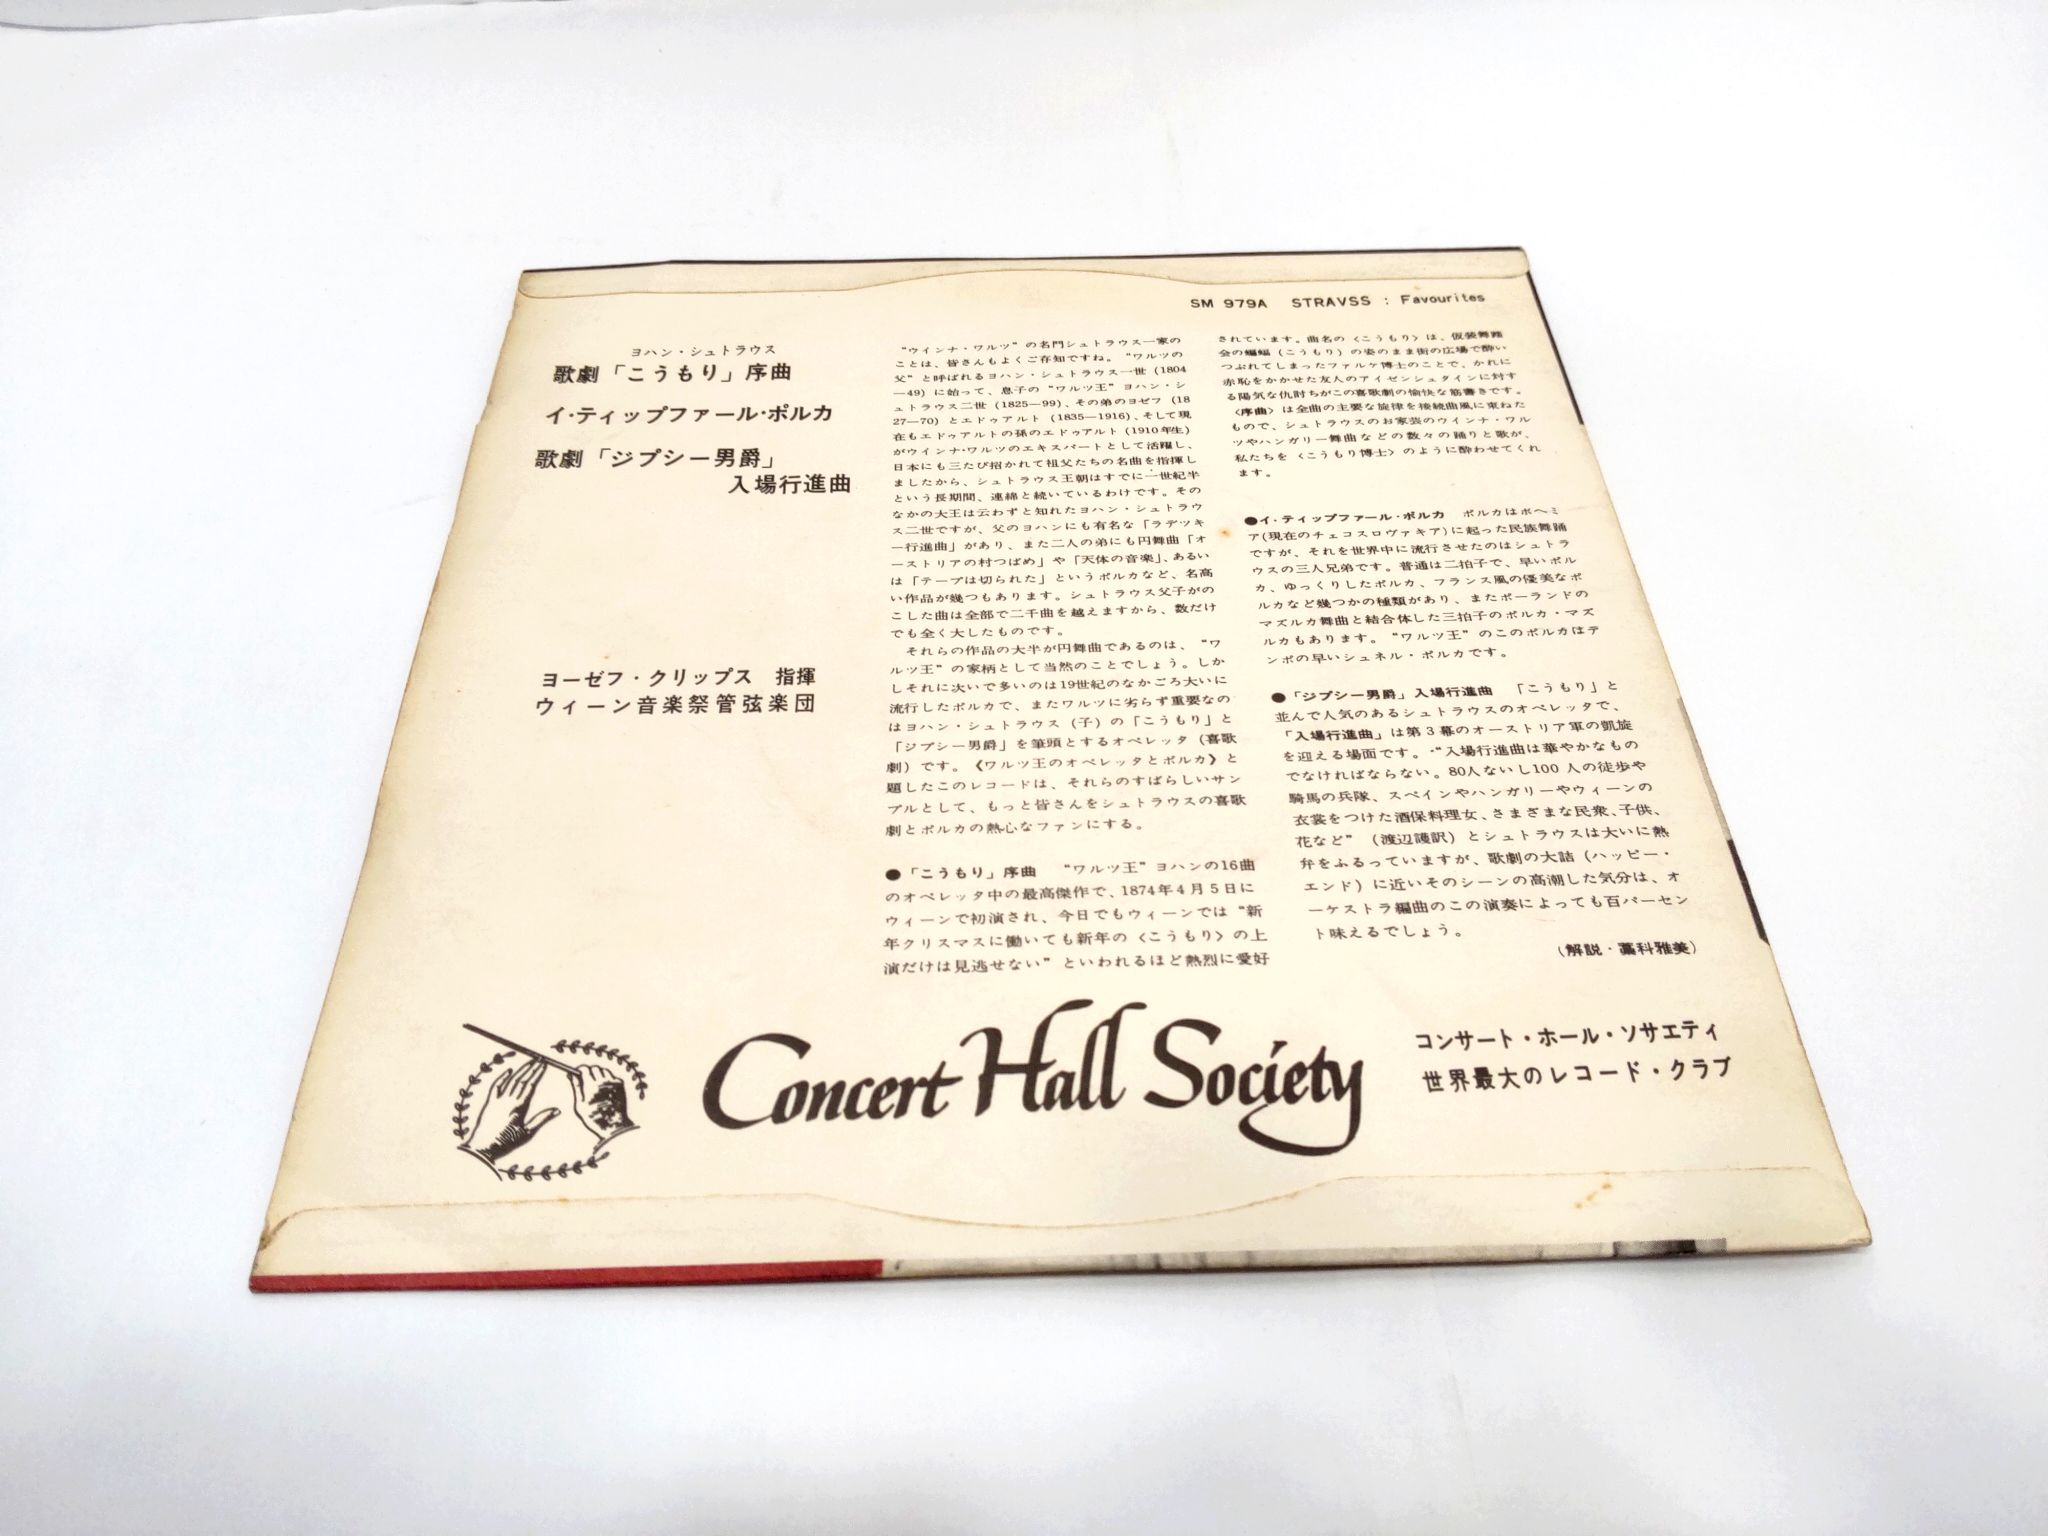 SM 979A STRAVSS : Favourites
ヨハン・シュトラウス
歌劇「こうもり」序曲
イ・ティップファール・ポルカ
歌劇「ジプシー男爵」
入場行進曲
ヨーゼフ・クリップス 指揮
ウィーン音楽祭管弦楽団
“ウインナ・ワルツ”の名門シュトラウス一家の
ことは、皆さんもよくご存知ですね。“ワルツの
父”と呼ばれるヨハン・シュトラウス一世 (1804
—49) に始って、息子の“ワルツ王”ヨハン・シ
ュトラウス二世 (1825—99)、その弟のヨゼフ (18
27—70) とエドゥアルト (1835—1916)、そして現
在もエドゥアルトの孫のエドゥアルト (1910年生)
がウインナ・ワルツのエキスパートとして活躍し、
日本にも三たび招かれて祖父たちの名曲を指揮し
ましたから、シュトラウス王朝はすでに一世紀半
という長期間、連綿と続いているわけです。その
なかの大王は云わずと知れたヨハン・シュトラウ
ス二世ですが、父のヨハンにも有名な「ラデツキ
ー行進曲」があり、また二人の弟にも円舞曲「オ
ーストリアの村つばめ」や「天体の音楽」、あるい
は「テープは切られた」というポルカなど、名高
い作品が幾つもあります。シュトラウス父子がの
こした曲は全部で二千曲を越えますから、数だけ
でも全く大したものです。
それらの作品の大半が円舞曲であるのは、“ワ
ルツ王”の家柄として当然のことでしょう。しか
しそれに次いで多いのは19世紀のなかごろ大いに
流行したポルカで、またワルツに劣らず重要なの
はヨハン・シュトラウス (子) の「こうもり」と
「ジプシー男爵」を筆頭とするオペレッタ (喜歌
劇) です。《ワルツ王のオペレッタとポルカ》と
題したこのレコードは、それらのすばらしいサン
プルとして、もっと皆さんをシュトラウスの喜歌
劇とポルカの熱心なファンにする。
●「こうもり」序曲 “ワルツ王”ヨハンの16曲
のオペレッタ中の最高傑作で、1874年4月5日に
ウィーンで初演され、今日でもウィーンでは“新
年クリスマスに働いても新年の〈こうもり〉の上
演だけは見逃せない”といわれるほど熱烈に愛好
されています。曲名の〈こうもり〉は、仮装舞踏
会の蝙蝠 (こうもり) の姿のまま街の広場で酔い
つぶれてしまったファルケ博士のことで、かれに
赤恥をかかせた友人のアイゼンシュタインに対す
る陽気な仇討ちがこの喜歌劇の愉快な筋書きです。
〈序曲〉は全曲の主要な旋律を接続曲風に束ねた
もので、シュトラウスのお家芸のウインナ・ワル
ツやハンガリー舞曲などの数々の踊りと歌が、
私たちを〈こうもり博士〉のように酔わせてくれ
ます。
●イ・ティップファール・ポルカ ポルカはボヘミ
ア(現在のチェコスロヴァキア)に起った民族舞踊
ですが、それを世界中に流行させたのはシュトラ
ウスの三人兄弟です。普通は二拍子で、早いポル
カ、ゆっくりしたポルカ、フランス風の優美なポ
ルカなど幾つかの種類があり、またポーランドの
マズルカ舞曲と結合体した三拍子のポルカ・マズ
ルカもあります。“ワルツ王”のこのポルカはテ
ンポの早いシュネル・ポルカです。
●「ジプシー男爵」入場行進曲 「こうもり」と
並んで人気のあるシュトラウスのオペレッタで、
「入場行進曲」は第3幕のオーストリア軍の凱旋
を迎える場面です。“入場行進曲は華やかなもの
でなければならない。80人ないし100人の徒歩や
騎馬の兵隊、スペインやハンガリーやウィーンの
衣裳をつけた酒保料理女、さまざまな民衆、子供、
花など” (渡辺護訳) とシュトラウスは大いに熱
弁をふるっていますが、歌劇の大詰 (ハッピー・
エンド) に近いそのシーンの高潮した気分は、オ
ーケストラ編曲のこの演奏によっても百パーセン
ト味えるでしょう。
(解説・藁科雅美)
Concert Hall Society
コンサート・ホール・ソサエティ
世界最大のレコード・クラブ